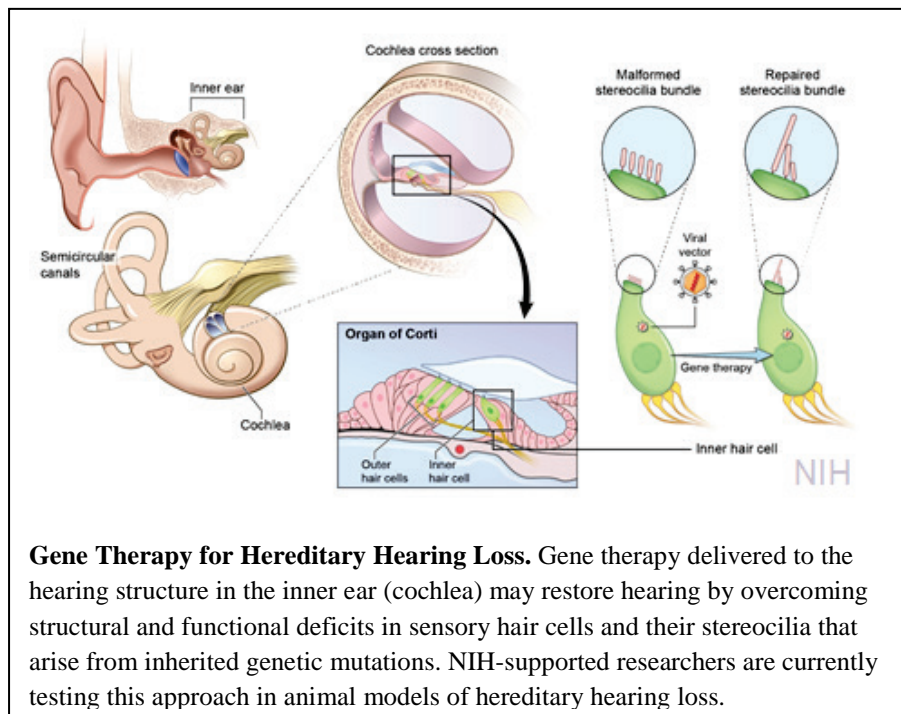 Inner ear
Semicircular
canals
Cochlea
Cochlea cross section
Organ of Corti
Outer
hair cells
Inner
hair cell
Inner hair cell
Malformed
stereocilia bundle
Repaired
stereocilia bundle
Viral
vector
Gene therapy
NIH
Gene Therapy for Hereditary Hearing Loss. Gene therapy delivered to the
hearing structure in the inner ear (cochlea) may restore hearing by overcoming
structural and functional deficits in sensory hair cells and their stereocilia that
arise from inherited genetic mutations. NIH-supported researchers are currently
testing this approach in animal models of hereditary hearing loss.